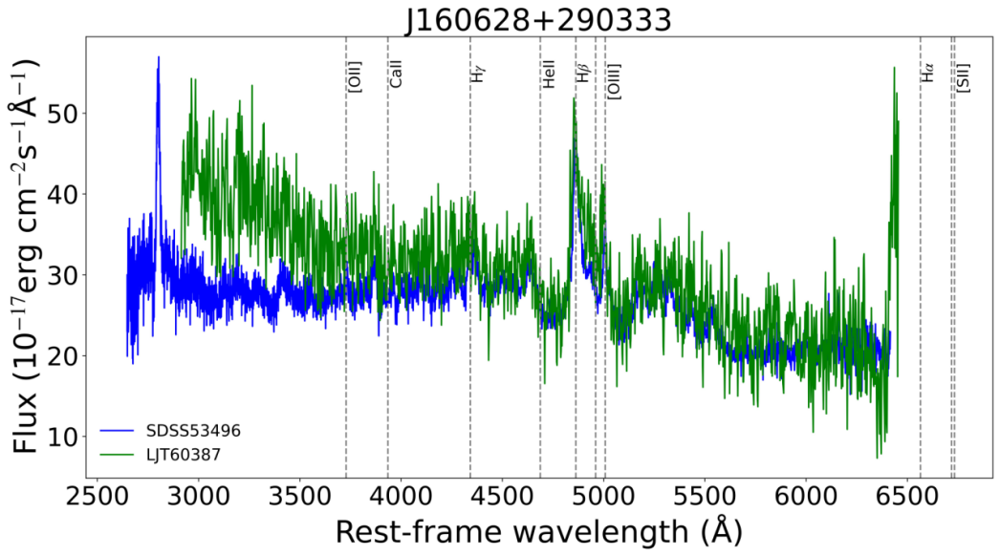 J160628+290333
Flux (10⁻¹⁷erg cm⁻²s⁻¹Å⁻¹)
50
40
30
20
10
[OII]
CaII
Hγ
HeII
Hβ
[OIII]
Hα
[SII]
SDSS53496
LJT60387
2500 3000 3500 4000 4500 5000 5500 6000 6500
Rest-frame wavelength (Å)